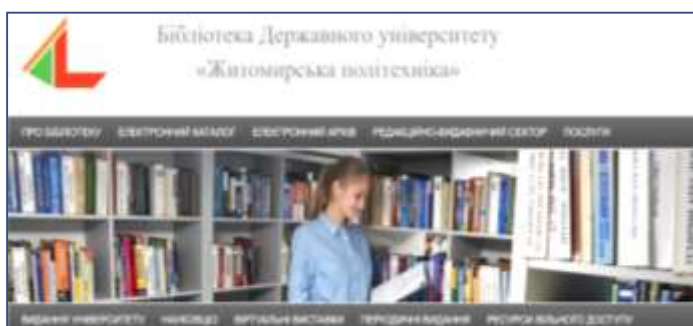 Бібліотека Державного університету
«Житомирська політехніка»
ПРО БІБЛІОТЕКУ ЕЛЕКТРОННИЙ КАТАЛОГ ЕЛЕКТРОННИЙ АРХІВ РЕДАКЦІЙНО-ВИДАВНИЧИЙ СЕКТОР ПОСЛУГИ
ВИДАННЯ УНІВЕРСИТЕТУ НАУКОВЦЮ ВІРТУАЛЬНІ ВИСТАВКИ ПЕРІОДИЧНІ ВИДАННЯ РЕСУРСИ ВІЛЬНОГО ДОСТУПУ